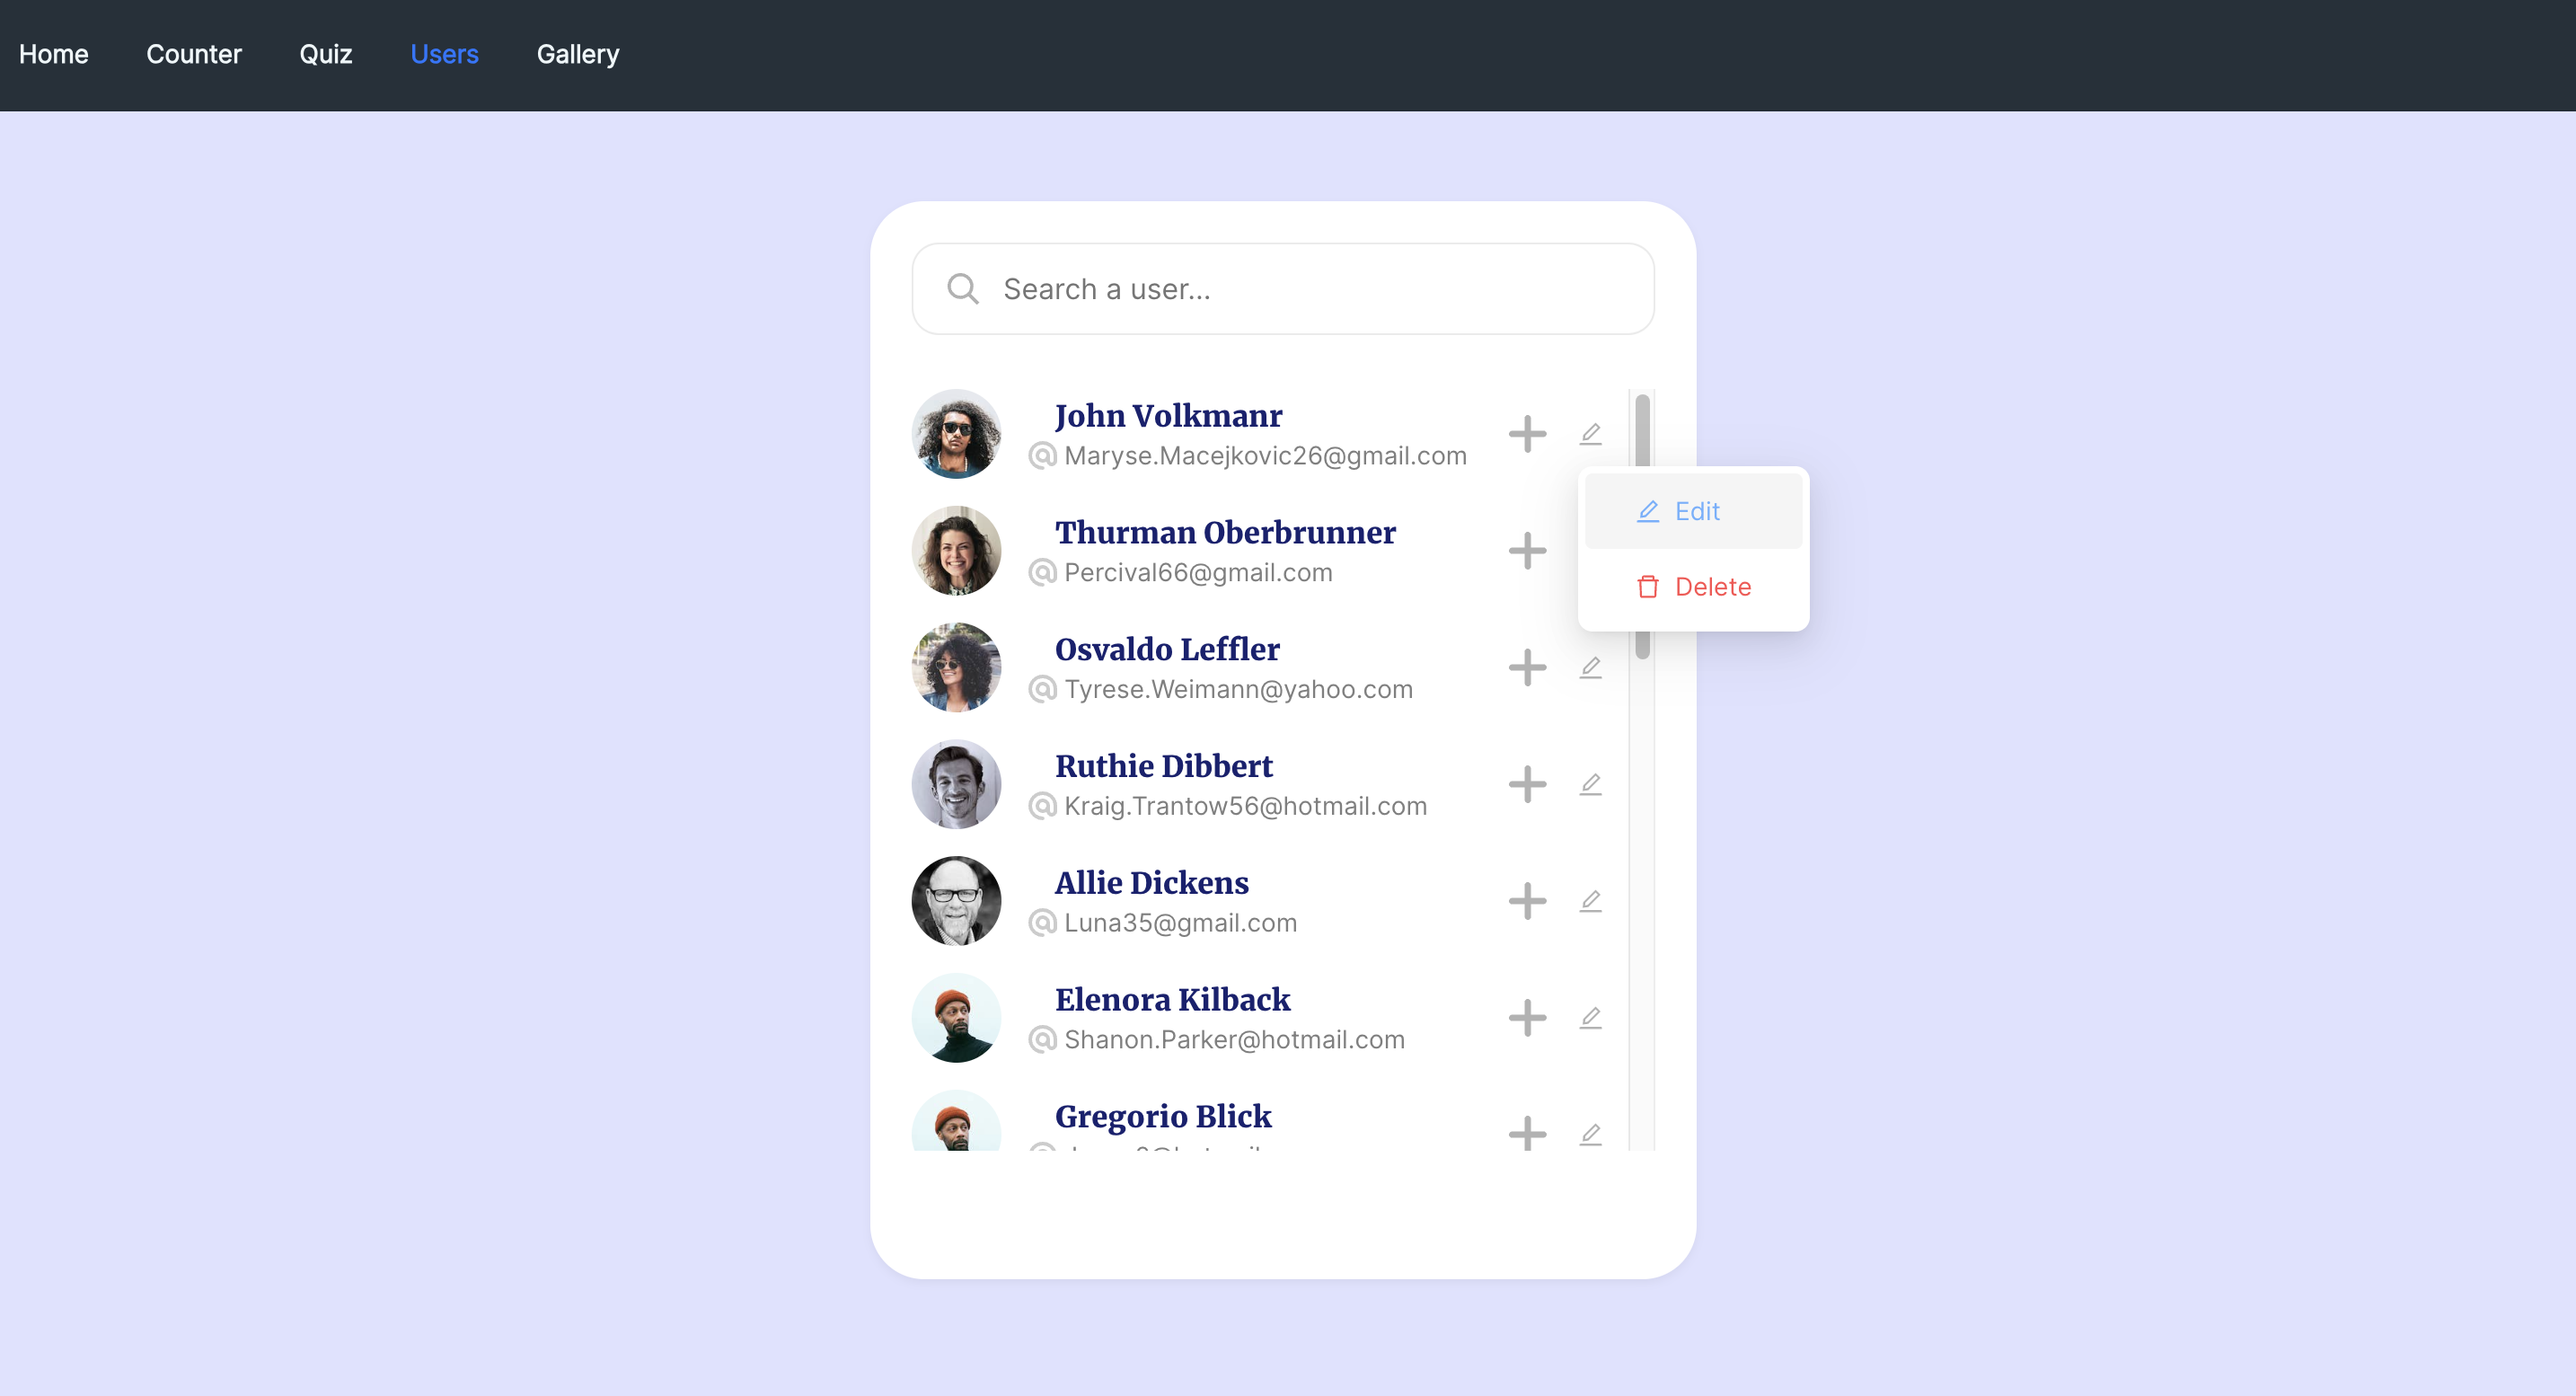 Home Counter Quiz Users Gallery
Search a user...
John Volkmanr
Maryse.Macejkovic26@gmail.com
Edit
Thurman Oberbrunner
Percival66@gmail.com
Delete
Osvaldo Leffler
Tyrese.Weimann@yahoo.com
Ruthie Dibbert
Kraig.Trantow56@hotmail.com
Allie Dickens
Luna35@gmail.com
Elenora Kilback
Shanon.Parker@hotmail.com
Gregorio Blick